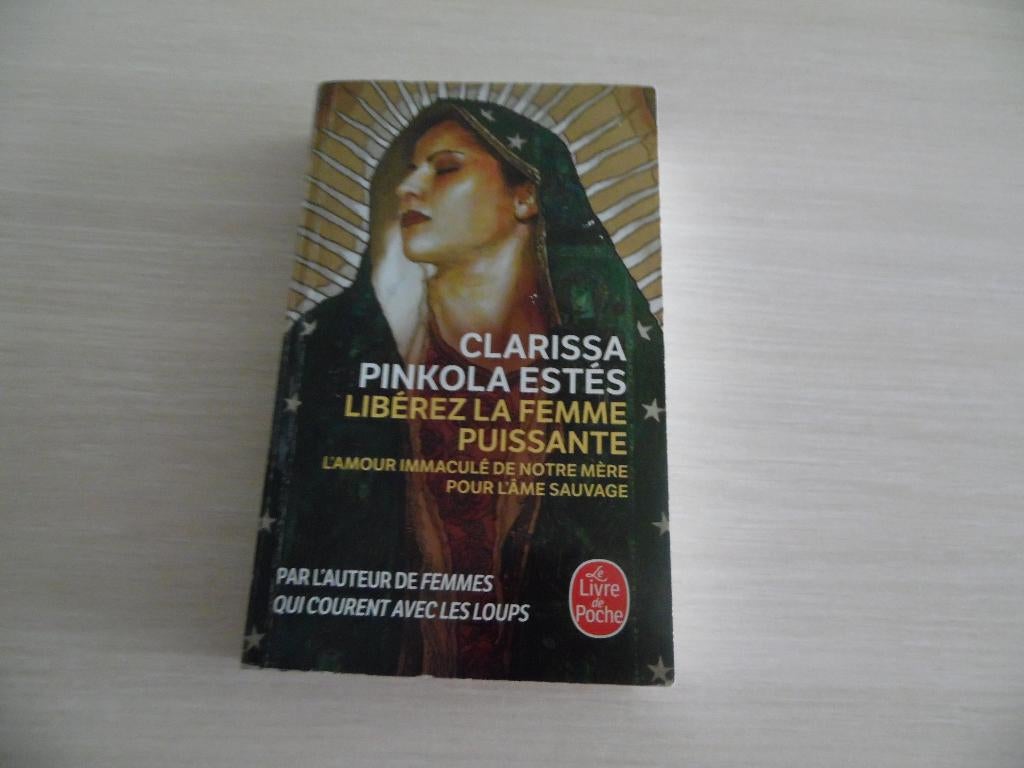 CLARISSA
PINKOLA ESTÉS
LIBÉREZ LA FEMME
PUISSANTE
L'AMOUR IMMACULÉ DE NOTRE MÈRE
POUR L'ÂME SAUVAGE
PAR L'AUTEUR DE FEMMES
QUI COURENT AVEC LES LOUPS
Le
Livre
de
Poche